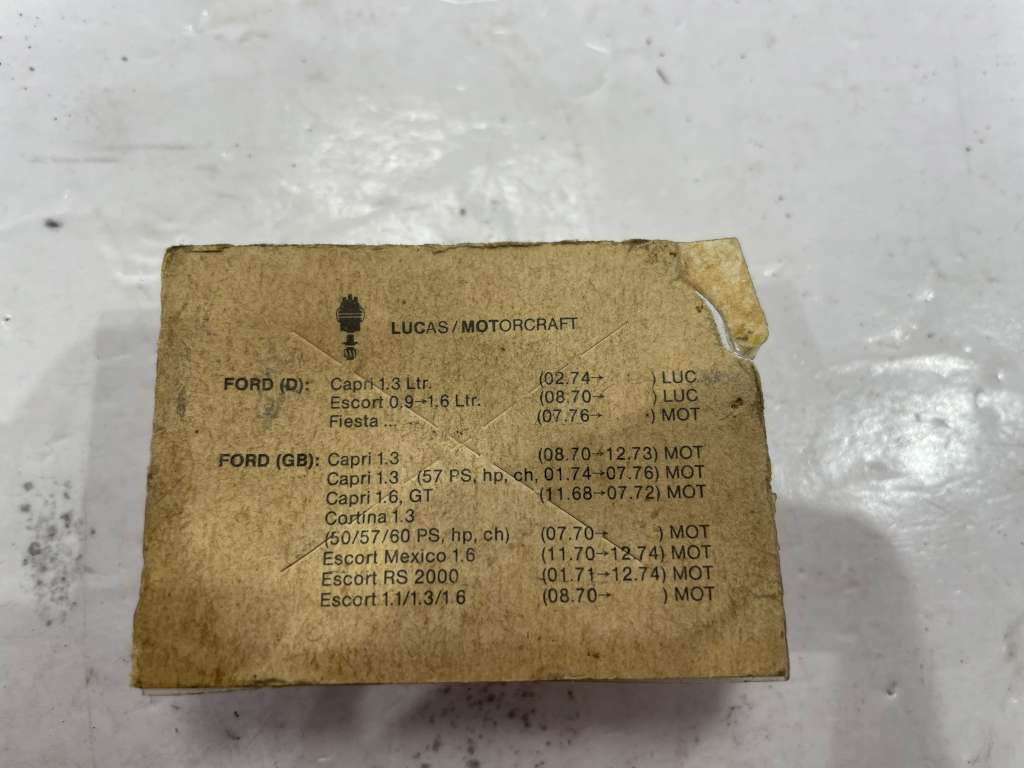 LUCAS/MOTORCRAFT
FORD (D): Capri 1.3 Ltr. (02.74→ ) LUC
Escort 0.9→1.6 Ltr. (08.70→ ) LUC
Fiesta ... (07.76→ ) MOT
FORD (GB): Capri 1.3 (08.70→12.73) MOT
Capri 1.3 (57 PS, hp, ch, 01.74→07.76) MOT
Capri 1.6, GT (11.68→07.72) MOT
Cortina 1.3
(50/57/60 PS, hp, ch) (07.70→ ) MOT
Escort Mexico 1.6 (11.70→12.74) MOT
Escort RS 2000 (01.71→12.74) MOT
Escort 1.1/1.3/1.6 (08.70→ ) MOT